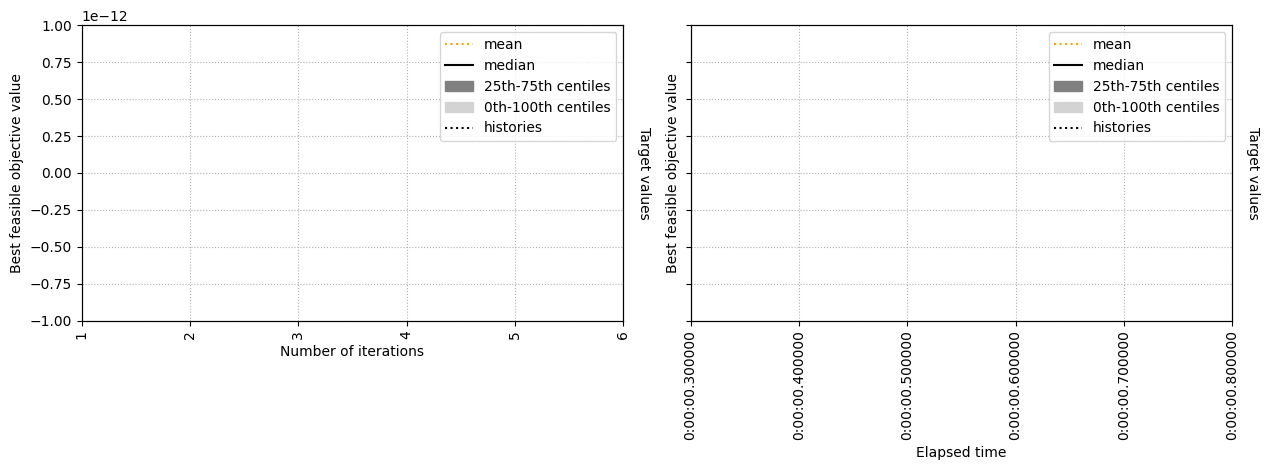 1e−12
1.00
0.75
0.50
0.25
0.00
−0.25
−0.50
−0.75
−1.00
Best feasible objective value
mean
median
25th-75th centiles
0th-100th centiles
histories
Target values
1
2
3
4
5
6
Number of iterations
Best feasible objective value
mean
median
25th-75th centiles
0th-100th centiles
histories
Target values
0:00:00.300000
0:00:00.400000
0:00:00.500000
0:00:00.600000
0:00:00.700000
0:00:00.800000
Elapsed time